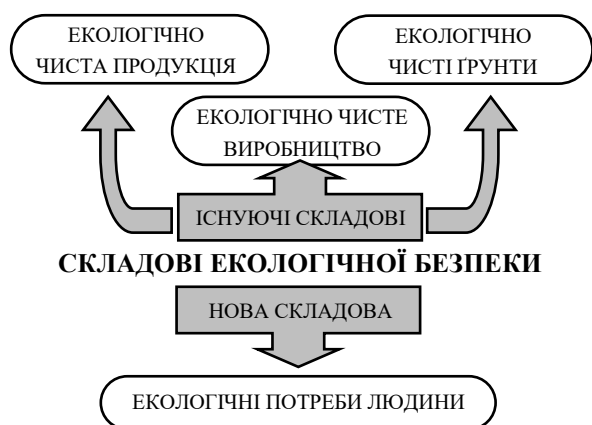 ЕКОЛОГІЧНО
ЧИСТА ПРОДУКЦІЯ
ЕКОЛОГІЧНО
ЧИСТІ ҐРУНТИ
ЕКОЛОГІЧНО ЧИСТЕ
ВИРОБНИЦТВО
ІСНУЮЧІ СКЛАДОВІ
СКЛАДОВІ ЕКОЛОГІЧНОЇ БЕЗПЕКИ
НОВА СКЛАДОВА
ЕКОЛОГІЧНІ ПОТРЕБИ ЛЮДИНИ